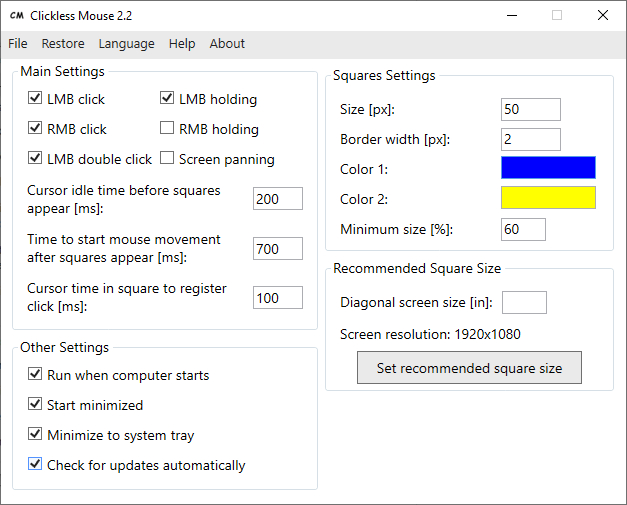 CM Clickless Mouse 2.2
File Restore Language Help About
Main Settings
LMB click LMB holding
RMB click RMB holding
LMB double click Screen panning
Cursor idle time before squares
appear [ms]: 200
Time to start mouse movement
after squares appear [ms]: 700
Cursor time in square to register
click [ms]: 100
Other Settings
Run when computer starts
Start minimized
Minimize to system tray
Check for updates automatically
Squares Settings
Size [px]: 50
Border width [px]: 2
Color 1:
Color 2:
Minimum size [%]: 60
Recommended Square Size
Diagonal screen size [in]:
Screen resolution: 1920x1080
Set recommended square size